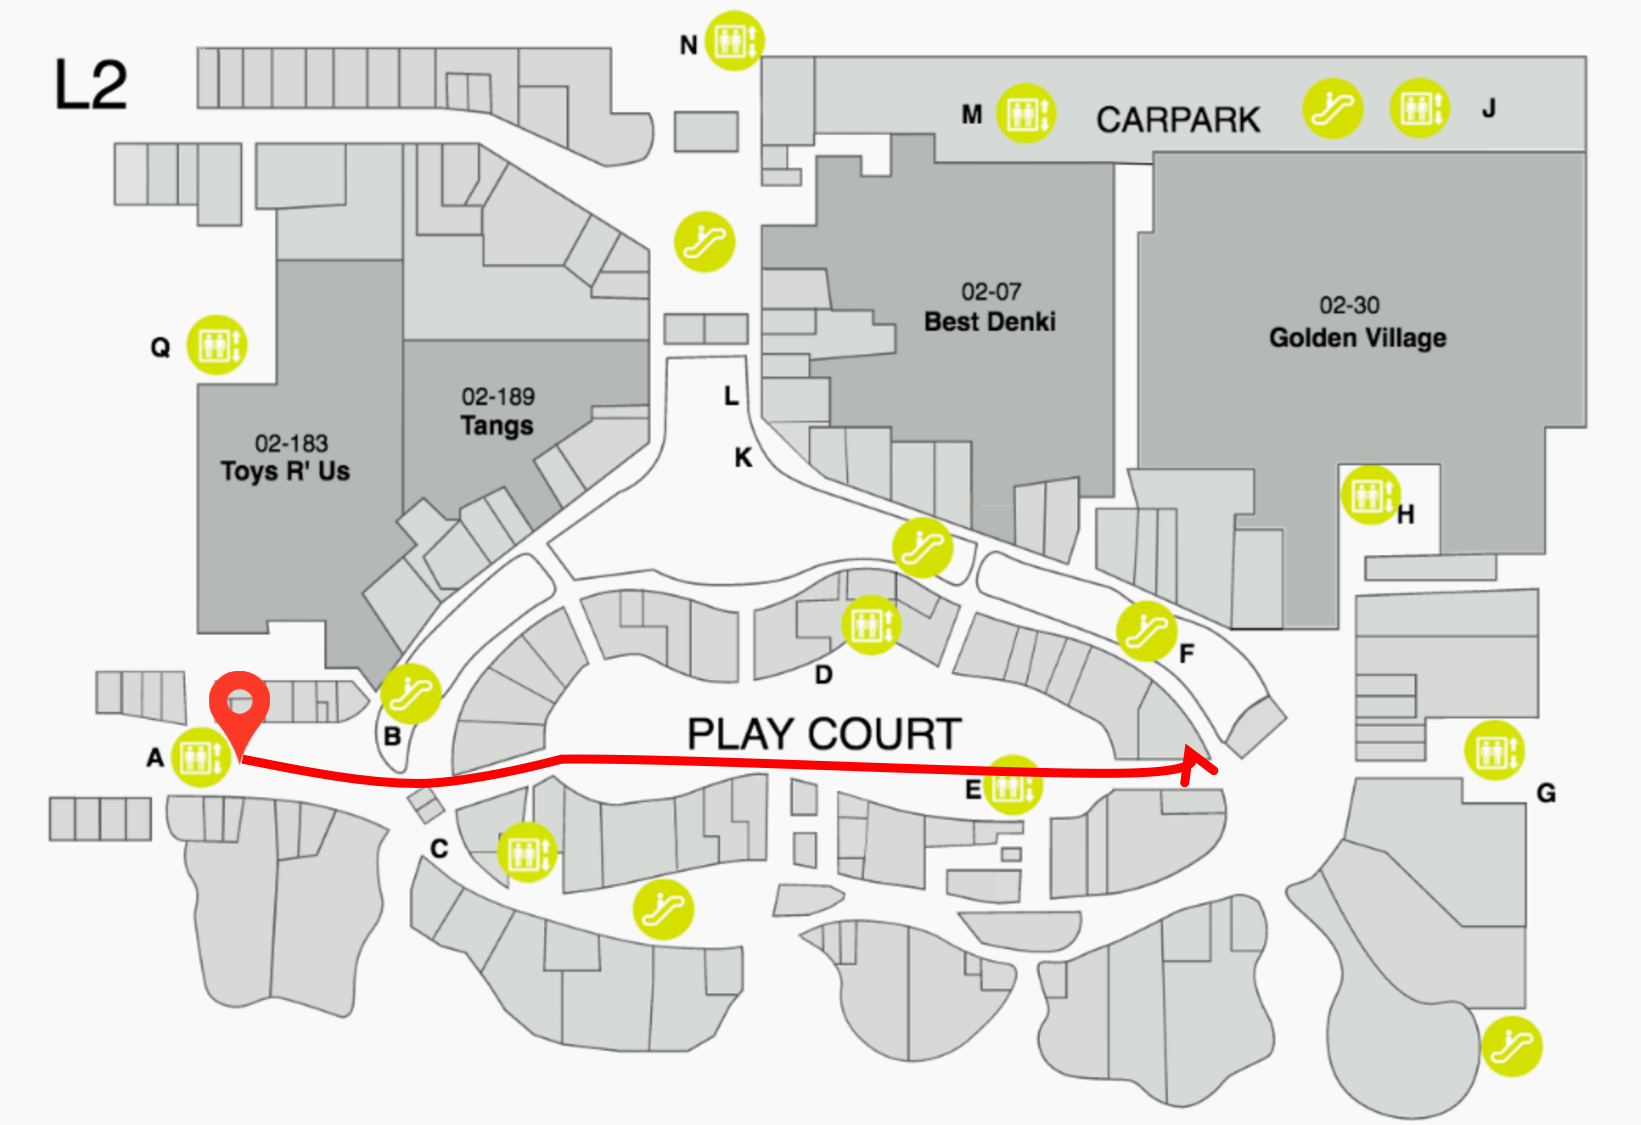 N
L2
M
CARPARK
J
02-07
Best Denki
02-30
Golden Village
Q
02-189
Tangs
L
02-183
Toys R' Us
K
H
F
D
B
PLAY COURT
A
E
G
C